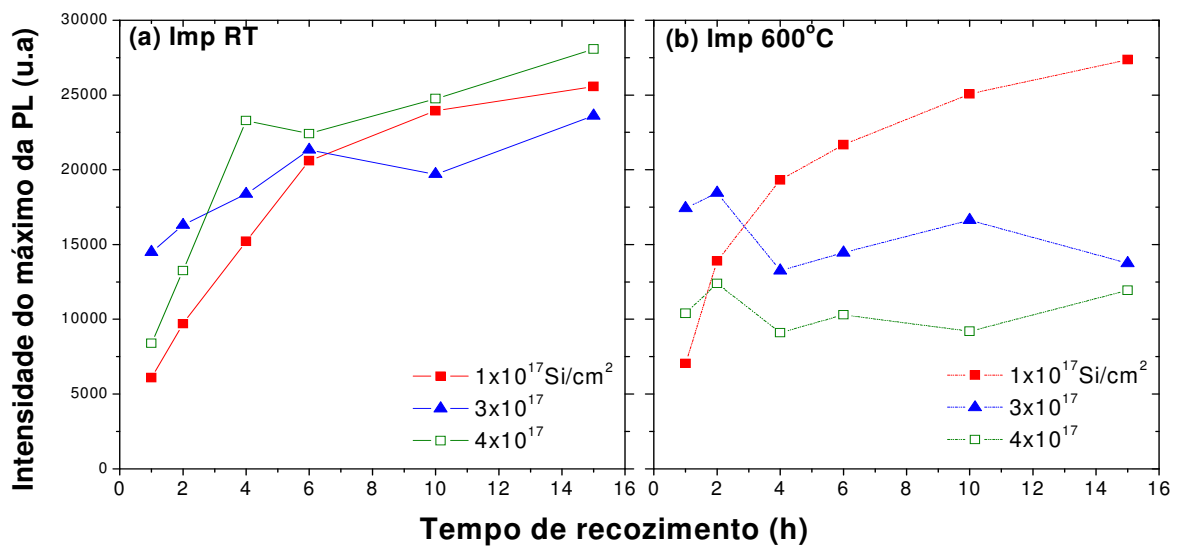 Intensidade do máximo da PL (u.a)
30000
25000
20000
15000
10000
5000
0
(a) Imp RT
1x10¹⁷Si/cm²
3x10¹⁷
4x10¹⁷
0 2 4 6 8 10 12 14 16
(b) Imp 600°C
1x10¹⁷Si/cm²
3x10¹⁷
4x10¹⁷
0 2 4 6 8 10 12 14 16
Tempo de recozimento (h)